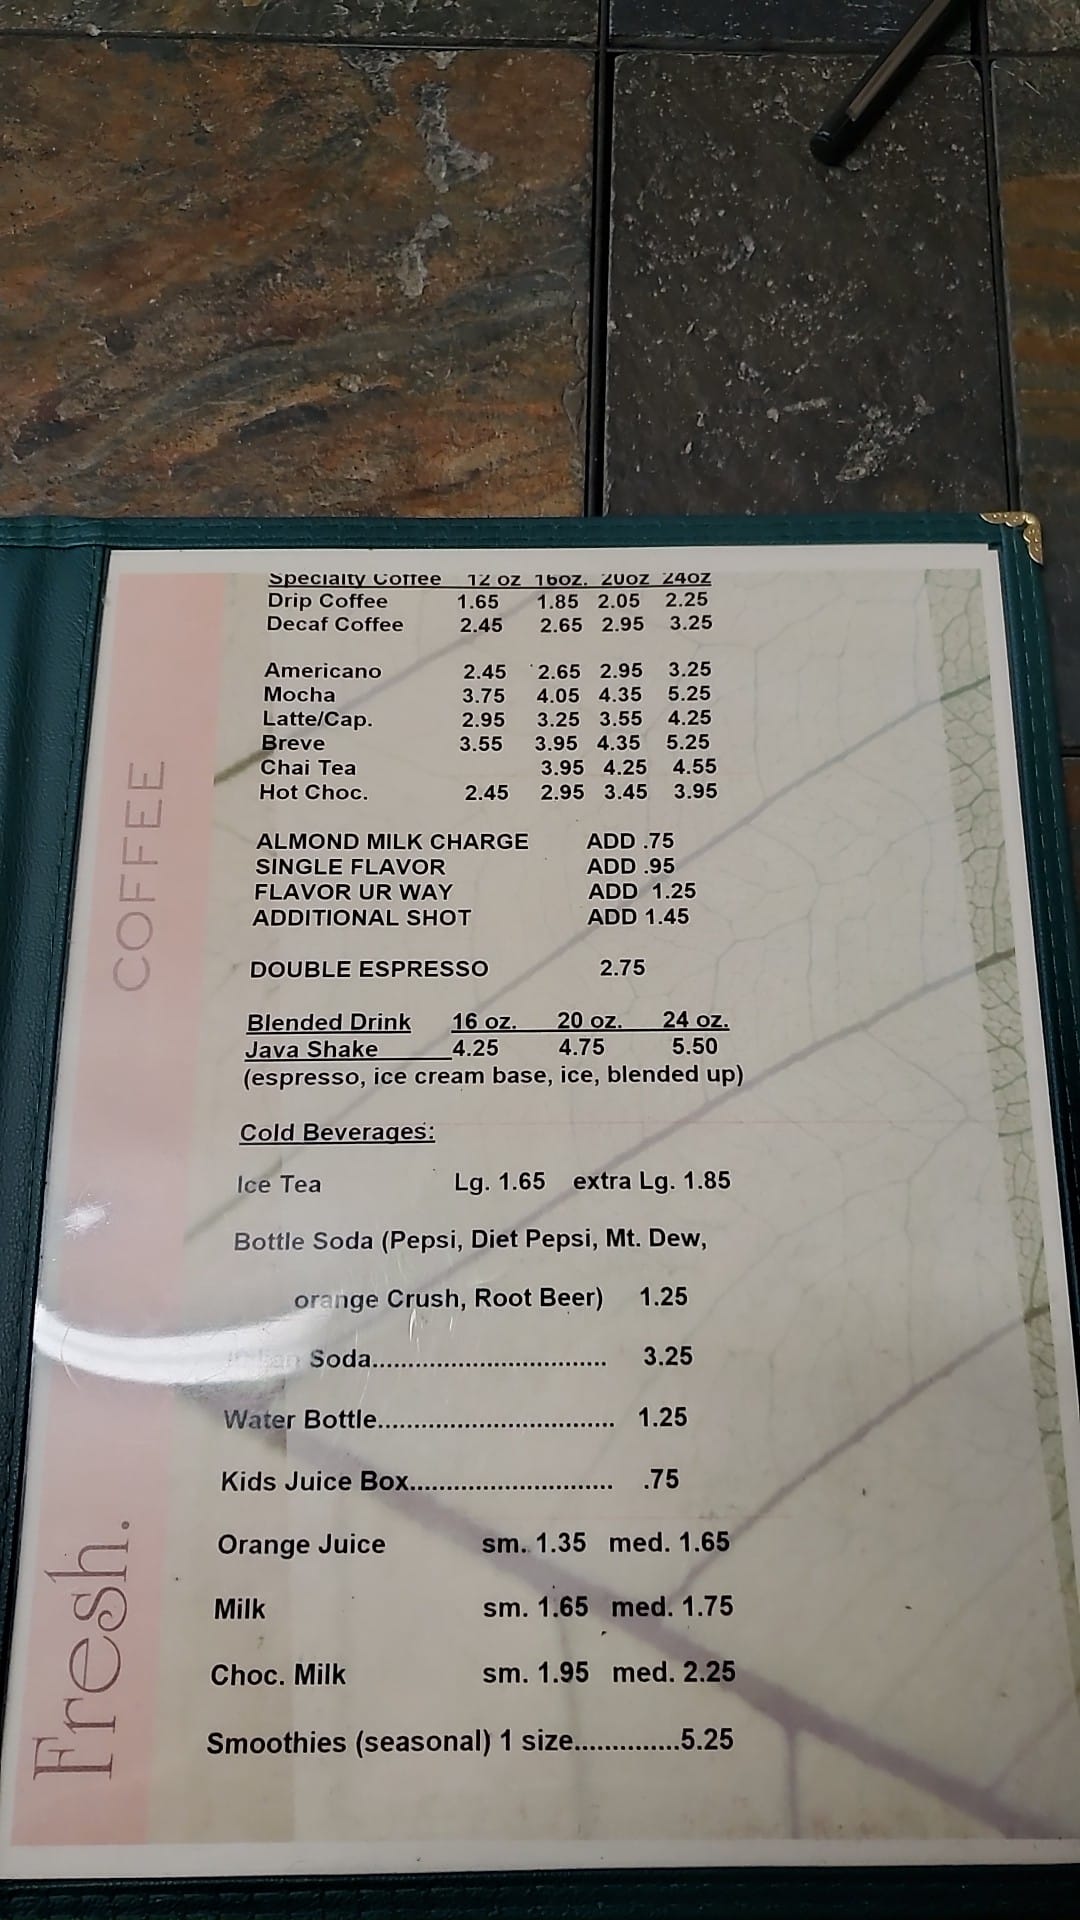 Specialty Coffee 12 oz 16oz. 20oz 24oz
Drip Coffee 1.65 1.85 2.05 2.25
Decaf Coffee 2.45 2.65 2.95 3.25
Americano 2.45 2.65 2.95 3.25
Mocha 3.75 4.05 4.35 5.25
Latte/Cap. 2.95 3.25 3.55 4.25
Breve 3.55 3.95 4.35 5.25
Chai Tea 3.95 4.25 4.55
Hot Choc. 2.45 2.95 3.45 3.95
ALMOND MILK CHARGE ADD .75
SINGLE FLAVOR ADD .95
FLAVOR UR WAY ADD 1.25
ADDITIONAL SHOT ADD 1.45
DOUBLE ESPRESSO 2.75
Blended Drink 16 oz. 20 oz. 24 oz.
Java Shake 4.25 4.75 5.50
(espresso, ice cream base, ice, blended up)
Cold Beverages:
Ice Tea Lg. 1.65 extra Lg. 1.85
Bottle Soda (Pepsi, Diet Pepsi, Mt. Dew,
orange Crush, Root Beer) 1.25
Soda................................ 3.25
Water Bottle................................ 1.25
Kids Juice Box............................ .75
Orange Juice sm. 1.35 med. 1.65
Milk sm. 1.65 med. 1.75
Choc. Milk sm. 1.95 med. 2.25
Smoothies (seasonal) 1 size..............5.25
COFFEE
Fresh.